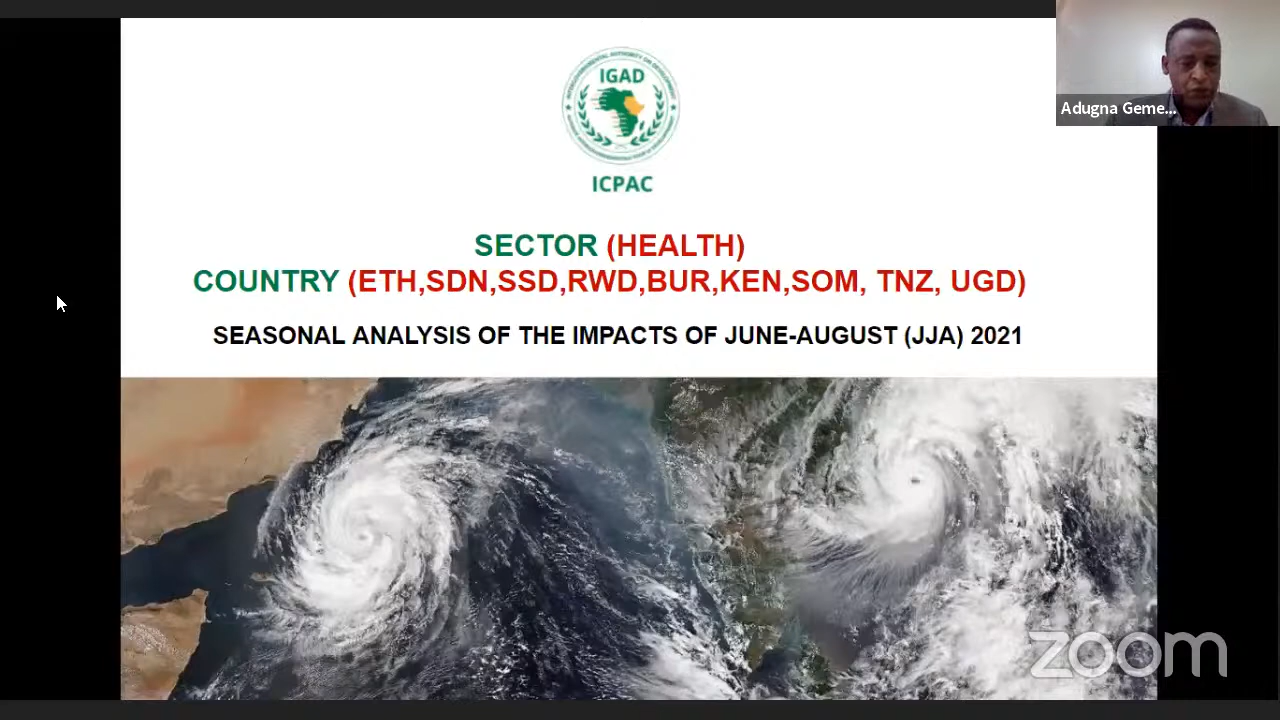 IGAD
ICPAC
Adugna Geme...
SECTOR (HEALTH)
COUNTRY (ETH,SDN,SSD,RWD,BUR,KEN,SOM, TNZ, UGD)
SEASONAL ANALYSIS OF THE IMPACTS OF JUNE-AUGUST (JJA) 2021
zoom